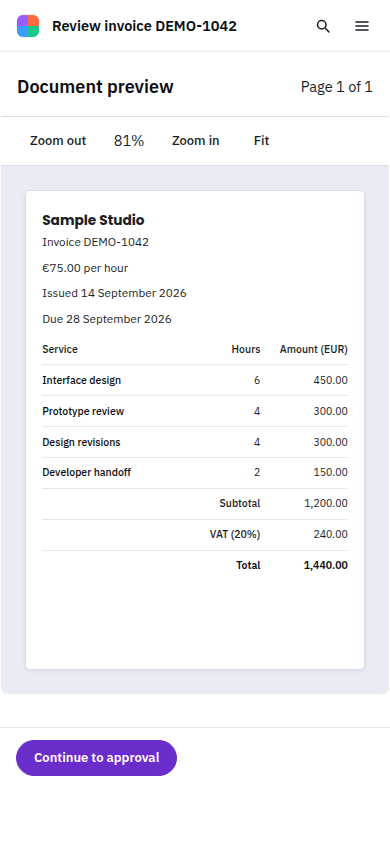 Review invoice DEMO-1042
Document preview Page 1 of 1
Zoom out 81% Zoom in Fit
Sample Studio
Invoice DEMO-1042
€75.00 per hour
Issued 14 September 2026
Due 28 September 2026
Service Hours Amount (EUR)
Interface design 6 450.00
Prototype review 4 300.00
Design revisions 4 300.00
Developer handoff 2 150.00
Subtotal 1,200.00
VAT (20%) 240.00
Total 1,440.00
Continue to approval